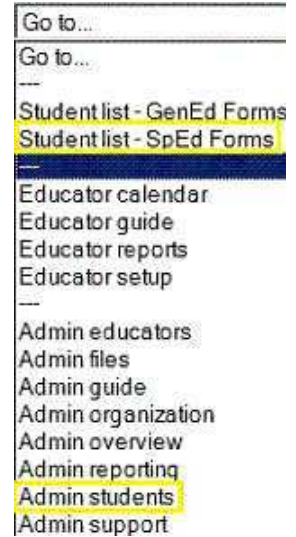 Go to...
Go to...
---
Student list - GenEd Forms
Student list - SpEd Forms
---
Educator calendar
Educator guide
Educator reports
Educator setup
---
Admin educators
Admin files
Admin guide
Admin organization
Admin overview
Admin reporting
Admin students
Admin support